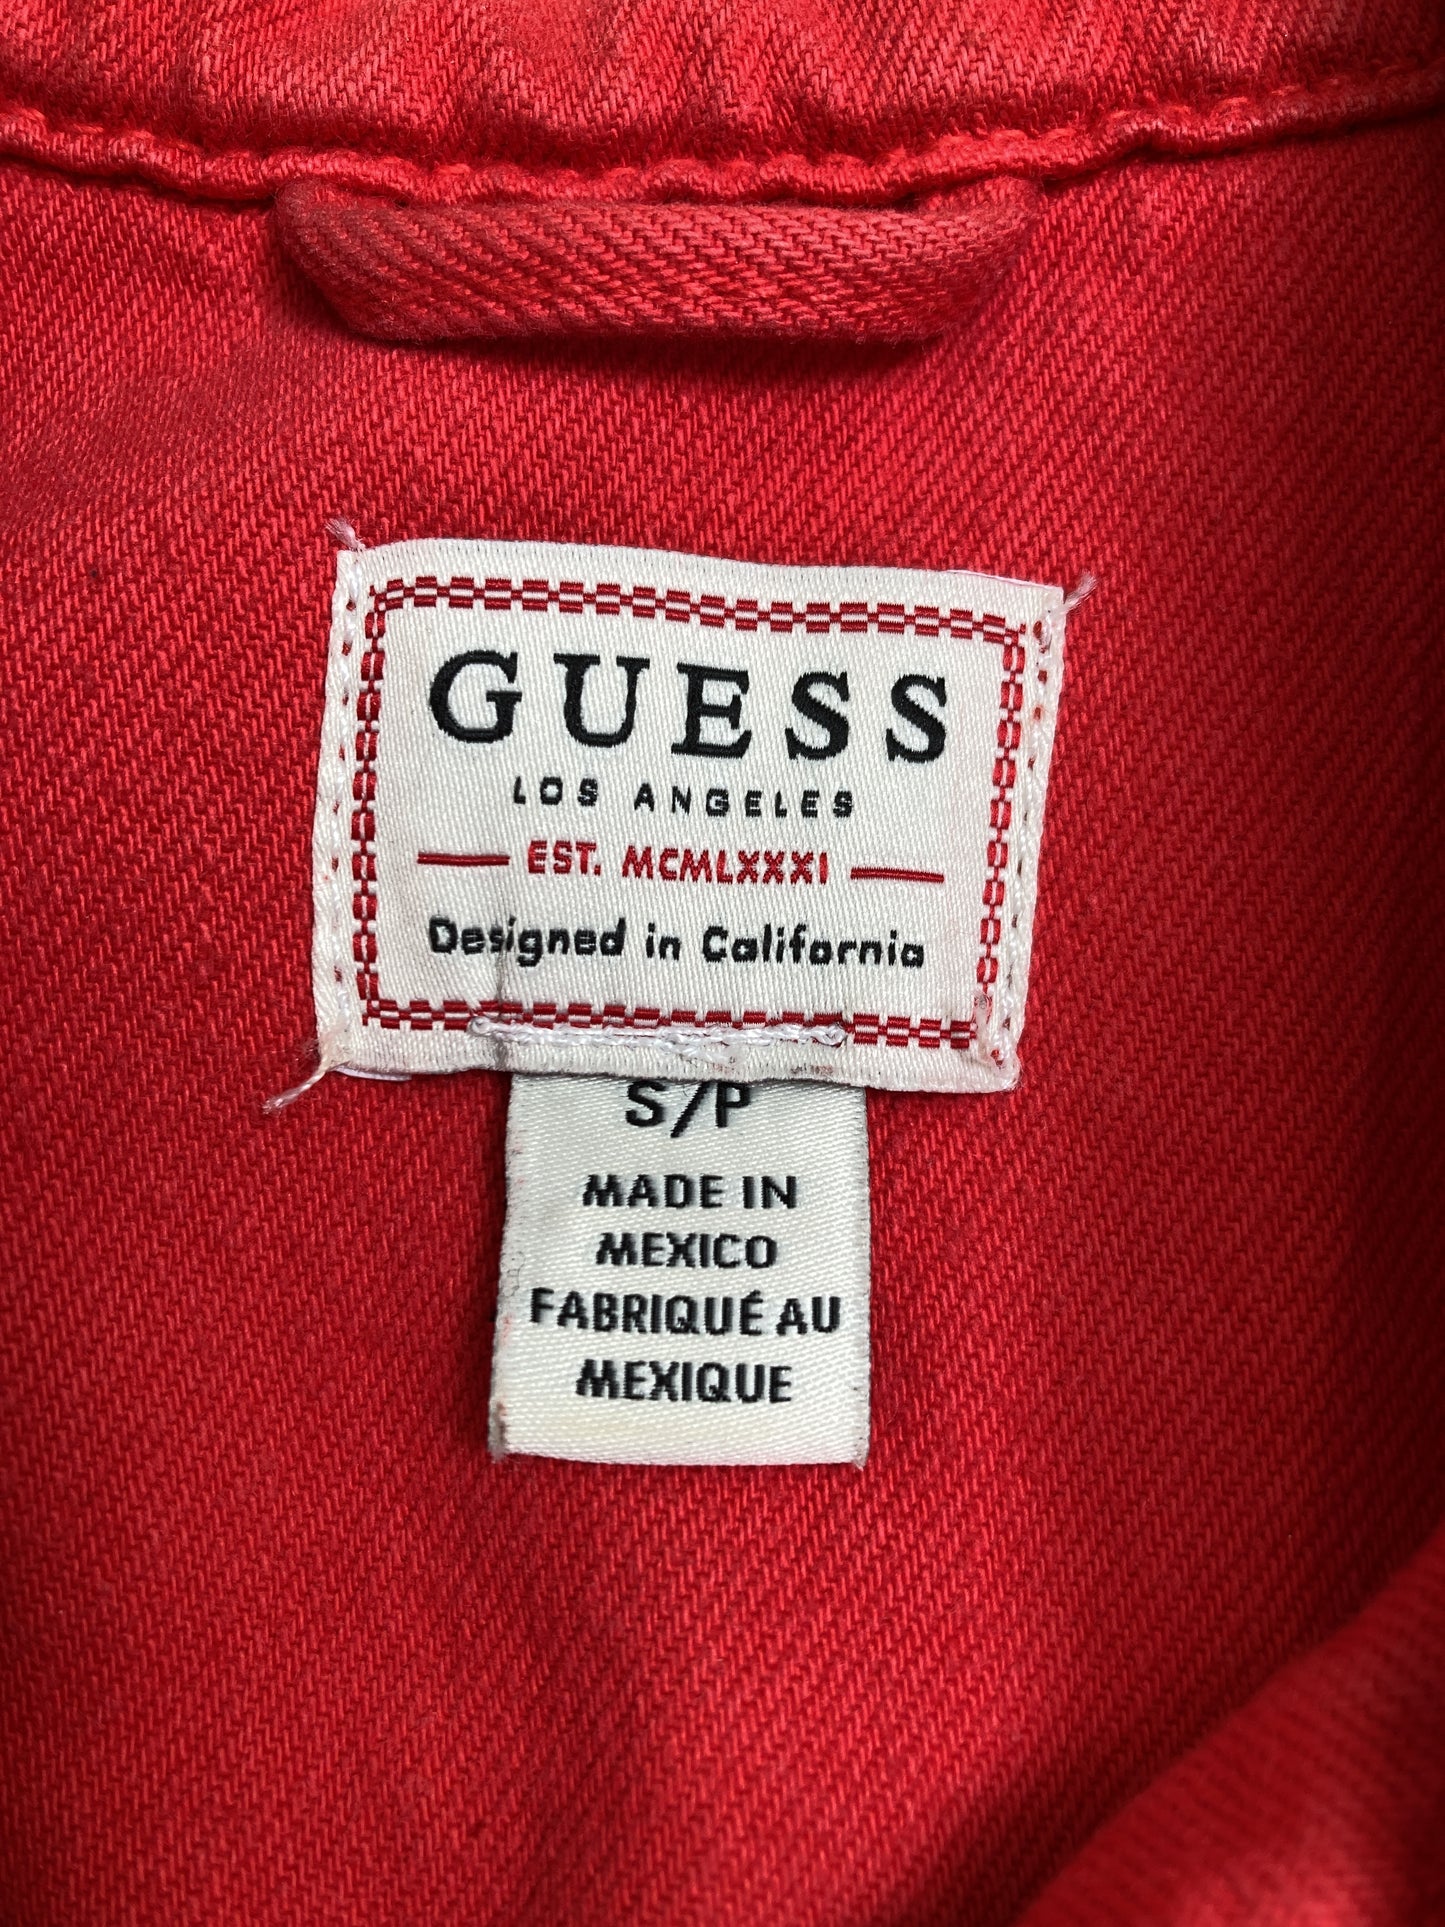 GUESS
LOS ANGELES
EST. MCMLXXXI
Designed in California
S/P
MADE IN
MEXICO
FABRIQUÉ AU
MEXIQUE